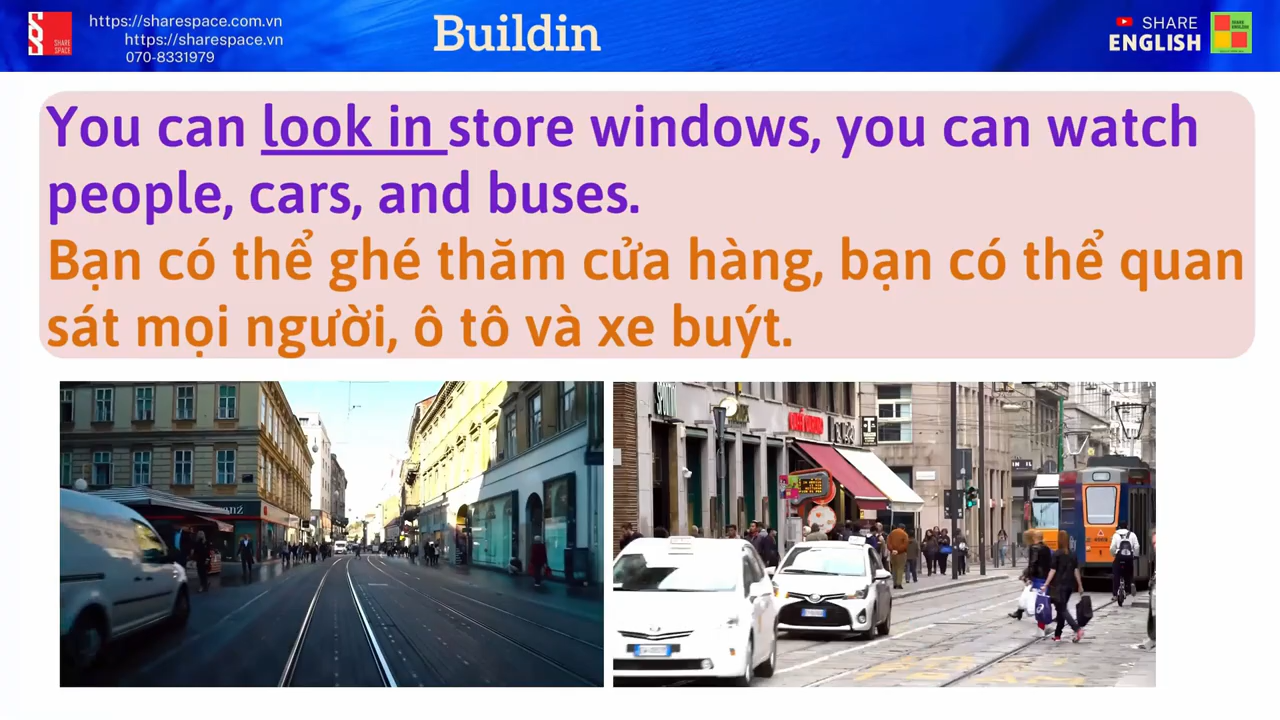 https://sharespace.com.vn
https://sharespace.vn
070-8331979
SHARE
SPACE
Buildin
SHARE
ENGLISH
You can look in store windows, you can watch
people, cars, and buses.
Bạn có thể ghé thăm cửa hàng, bạn có thể quan
sát mọi người, ô tô và xe buýt.